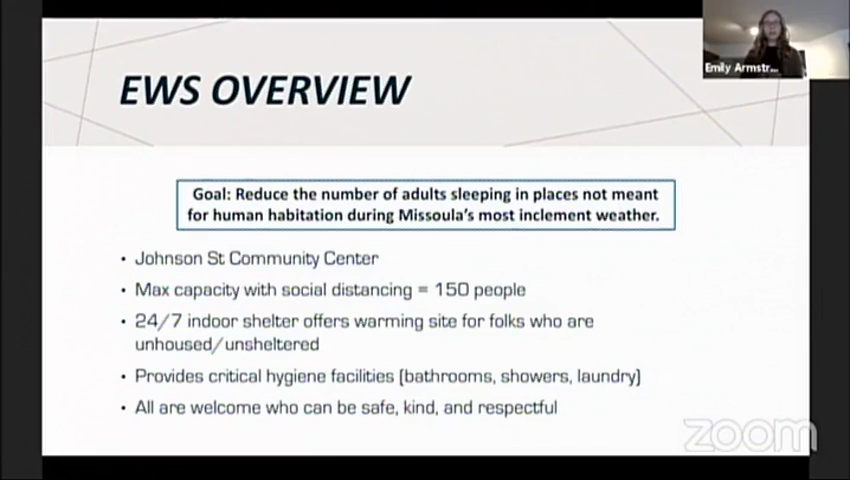 Emily Armstr...
EWS OVERVIEW
Goal: Reduce the number of adults sleeping in places not meant
for human habitation during Missoula's most inclement weather.
• Johnson St Community Center
• Max capacity with social distancing = 150 people
• 24/7 indoor shelter offers warming site for folks who are
unhoused/unsheltered
• Provides critical hygiene facilities (bathrooms, showers, laundry)
• All are welcome who can be safe, kind, and respectful
zoom